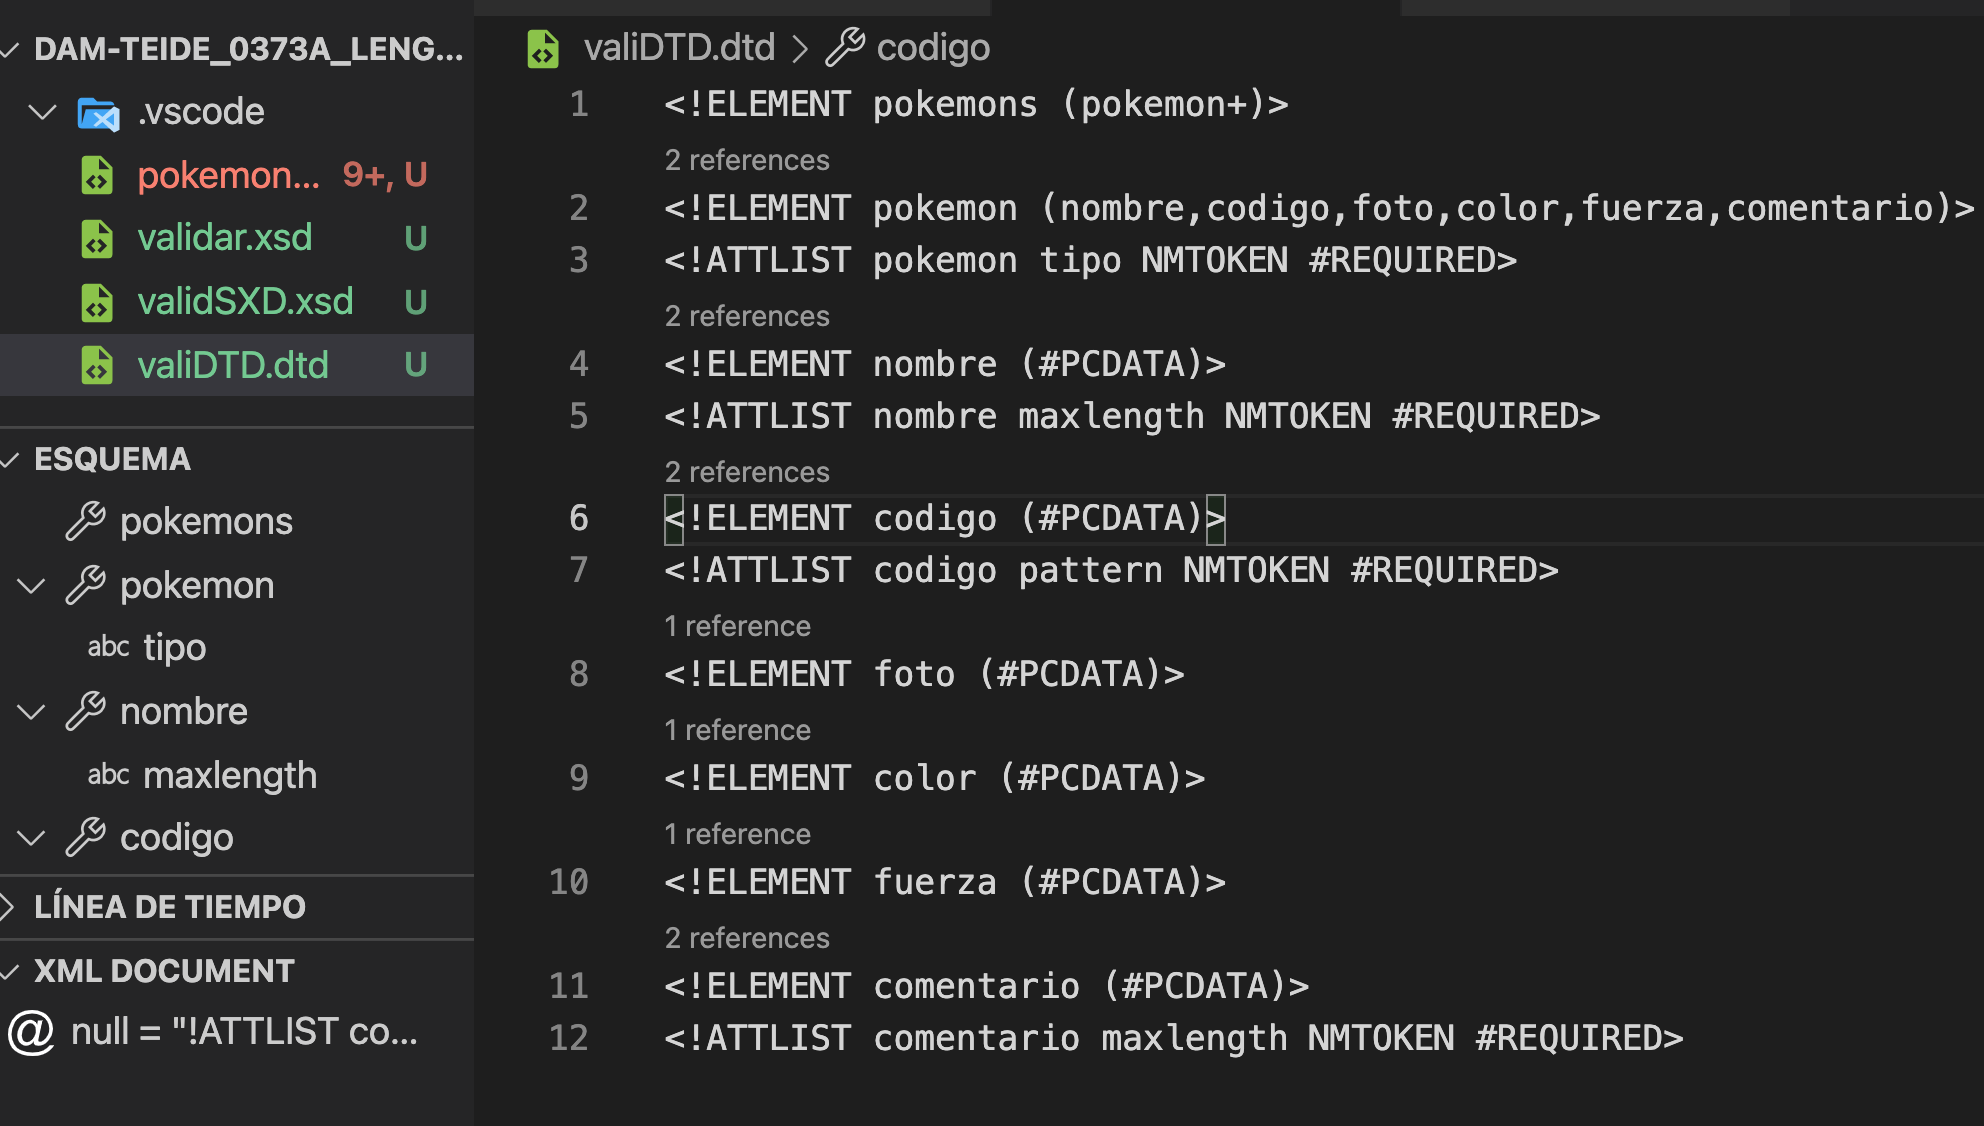 DAM-TEIDE_0373A_LENG...
.vscode
pokemon... 9+, U
validar.xsd U
validSXD.xsd U
valiDTD.dtd U
ESQUEMA
pokemons
pokemon
abc tipo
nombre
abc maxlength
codigo
LÍNEA DE TIEMPO
XML DOCUMENT
@ null = "!ATTLIST co...
valiDTD.dtd > codigo
1 <!ELEMENT pokemons (pokemon+)>
2 references
2 <!ELEMENT pokemon (nombre,codigo,foto,color,fuerza,comentario)>
3 <!ATTLIST pokemon tipo NMTOKEN #REQUIRED>
2 references
4 <!ELEMENT nombre (#PCDATA)>
5 <!ATTLIST nombre maxlength NMTOKEN #REQUIRED>
2 references
6 <!ELEMENT codigo (#PCDATA)>
7 <!ATTLIST codigo pattern NMTOKEN #REQUIRED>
1 reference
8 <!ELEMENT foto (#PCDATA)>
1 reference
9 <!ELEMENT color (#PCDATA)>
1 reference
10 <!ELEMENT fuerza (#PCDATA)>
2 references
11 <!ELEMENT comentario (#PCDATA)>
12 <!ATTLIST comentario maxlength NMTOKEN #REQUIRED>